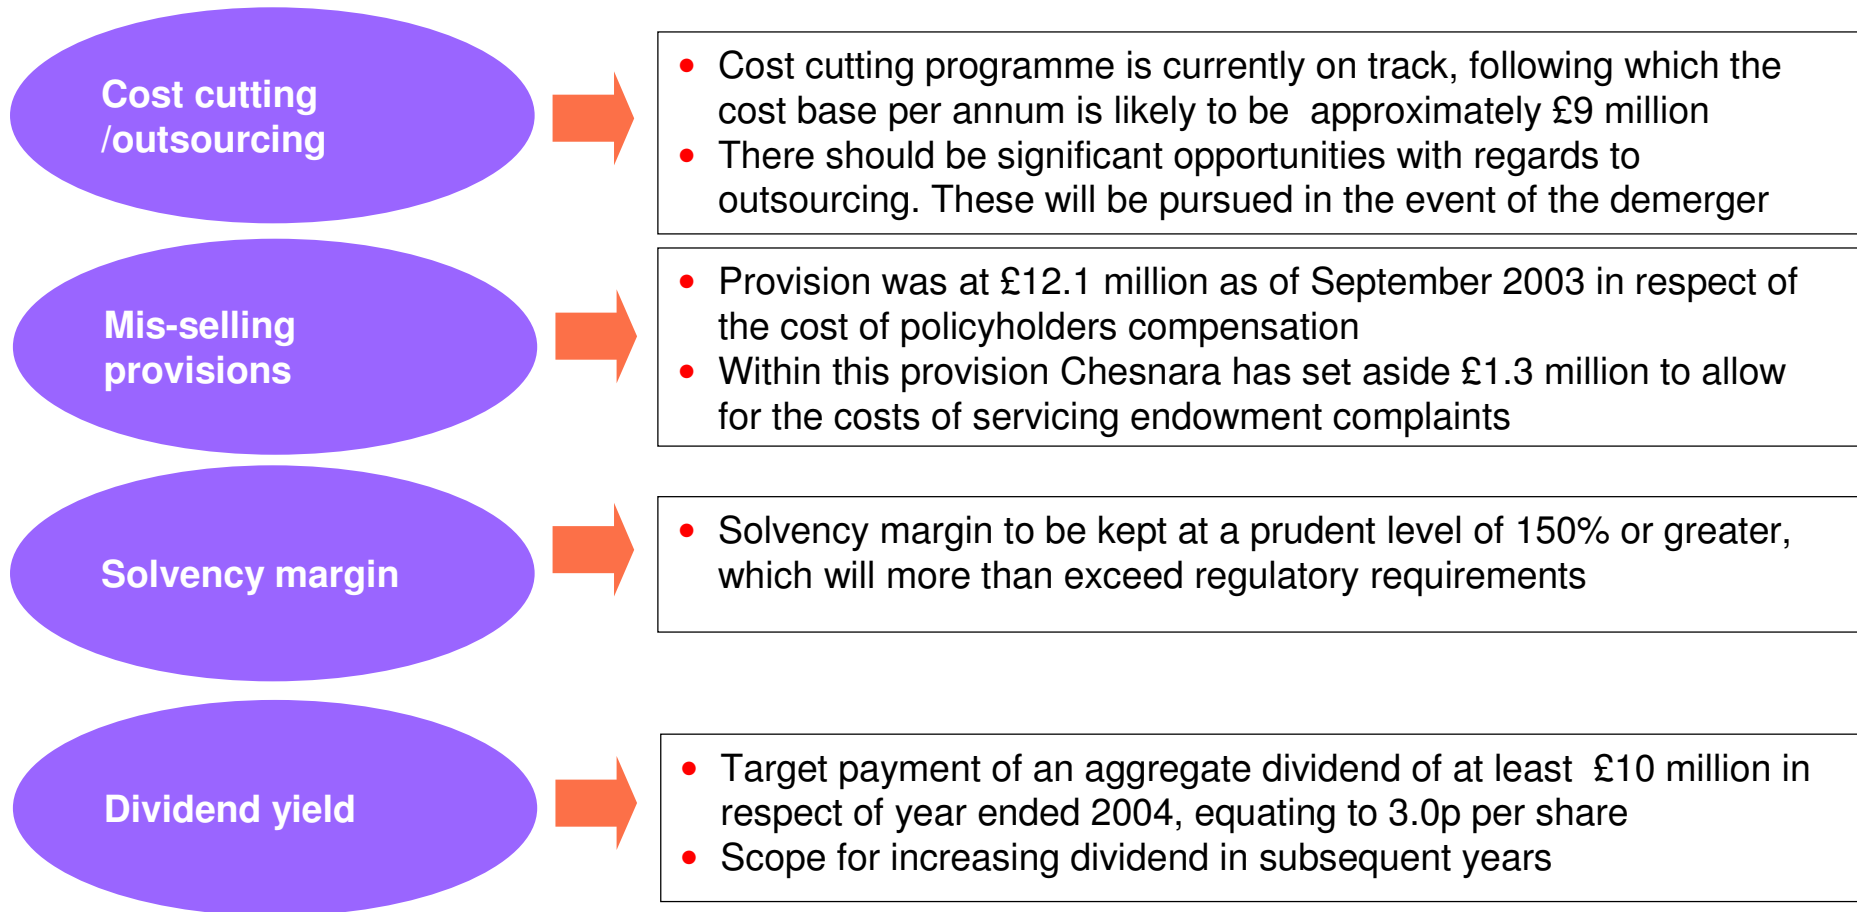 Cost cutting
/outsourcing
• Cost cutting programme is currently on track, following which the
cost base per annum is likely to be approximately £9 million
• There should be significant opportunities with regards to
outsourcing. These will be pursued in the event of the demerger
Mis-selling
provisions
• Provision was at £12.1 million as of September 2003 in respect of
the cost of policyholders compensation
• Within this provision Chesnara has set aside £1.3 million to allow
for the costs of servicing endowment complaints
Solvency margin
• Solvency margin to be kept at a prudent level of 150% or greater,
which will more than exceed regulatory requirements
Dividend yield
• Target payment of an aggregate dividend of at least £10 million in
respect of year ended 2004, equating to 3.0p per share
• Scope for increasing dividend in subsequent years